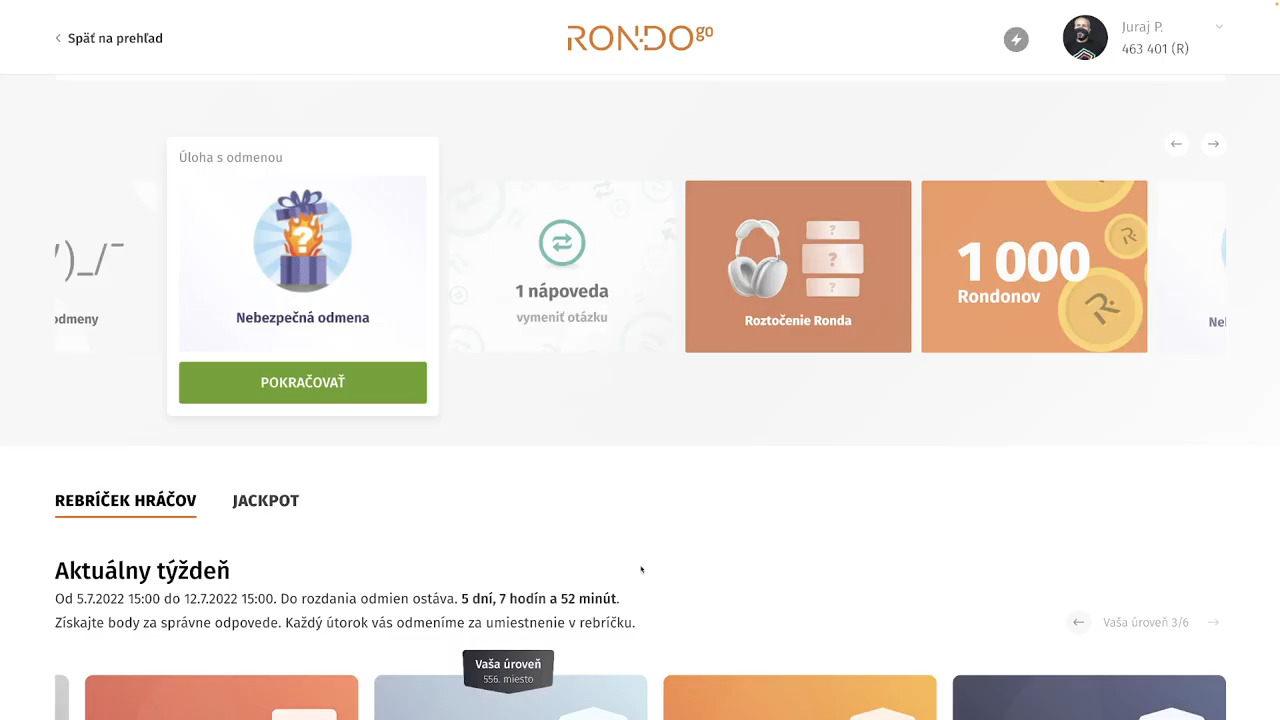 Späť na prehľad
RONDO go
Juraj P.
463 401 (R)
Úloha s odmenou
Nebezpečná odmena
POKRAČOVAŤ
1 nápoveda
vymeniť otázku
Roztočenie Ronda
1 000
Rondonov
REBRÍČEK HRÁČOV
JACKPOT
Aktuálny týždeň
Od 5.7.2022 15:00 do 12.7.2022 15:00. Do rozdania odmien ostáva. 5 dní, 7 hodín a 52 minút.
Získajte body za správne odpovede. Každý útorok vás odmeníme za umiestnenie v rebríčku.
Vaša úroveň 3/6
Vaša úroveň
556. miesto